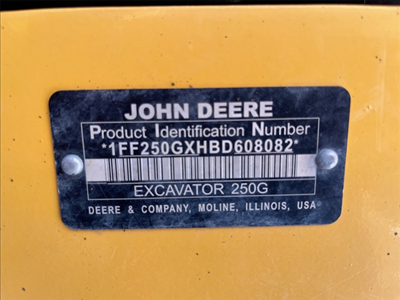 JOHN DEERE
Product Identification Number
*1FF250GXHBD608082*
EXCAVATOR 250G
DEERE & COMPANY, MOLINE, ILLINOIS, USA